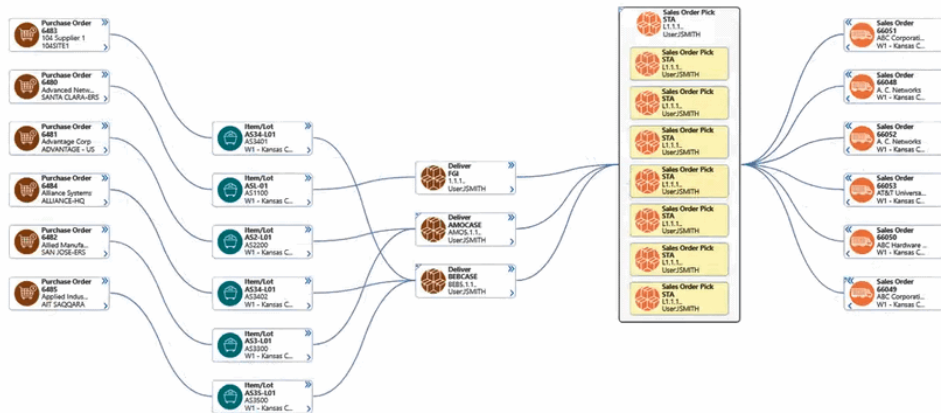 Purchase Order
6483
104 Supplier 1
104SITE1
Purchase Order
6480
Advanced Netw...
SANTA CLARA-ERS
Purchase Order
6481
Advantage Corp
ADVANTAGE - US
Purchase Order
6484
Alliance Systems
ALLIANCE-HQ
Purchase Order
6482
Allied Manufa...
SAN JOSE-ERS
Purchase Order
6485
Applied Indus...
AIT SAQQARA
Item/Lot
AS34-L01
AS3401
W1 - Kansas C...
Item/Lot
ASL-01
AS1100
W1 - Kansas C...
Item/Lot
AS2-L01
AS2200
W1 - Kansas C...
Item/Lot
AS34-L01
AS3402
W1 - Kansas C...
Item/Lot
AS3-L01
AS3300
W1 - Kansas C...
Item/Lot
AS35-L01
AS3500
W1 - Kansas C...
Deliver
FGI
1.1.1..
User:JSMITH
Deliver
AMOCASE
AMOS.1.1..
User:JSMITH
Deliver
BEBCASE
BEBS.1.1..
User:JSMITH
Sales Order Pick
STA
L1.1.1..
User:JSMITH
Sales Order Pick
STA
L1.1.1..
User:JSMITH
Sales Order Pick
STA
L1.1.1..
User:JSMITH
Sales Order Pick
STA
L1.1.1..
User:JSMITH
Sales Order Pick
STA
L1.1.1..
User:JSMITH
Sales Order Pick
STA
L1.1.1..
User:JSMITH
Sales Order Pick
STA
L1.1.1..
User:JSMITH
Sales Order Pick
STA
L1.1.1..
User:JSMITH
Sales Order
66051
ABC Corporati...
W1 - Kansas C...
Sales Order
66048
A. C. Networks
W1 - Kansas C...
Sales Order
66052
A. C. Networks
W1 - Kansas C...
Sales Order
66053
AT&T Universa...
W1 - Kansas C...
Sales Order
66050
ABC Hardware ...
W1 - Kansas C...
Sales Order
66049
ABC Corporati...
W1 - Kansas C...